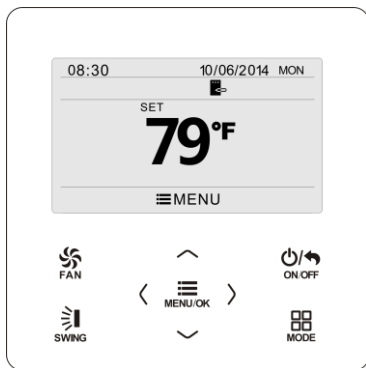 08:30 10/06/2014 MON
SET
79°F
MENU
FAN ON/OFF
MENU/OK
SWING MODE